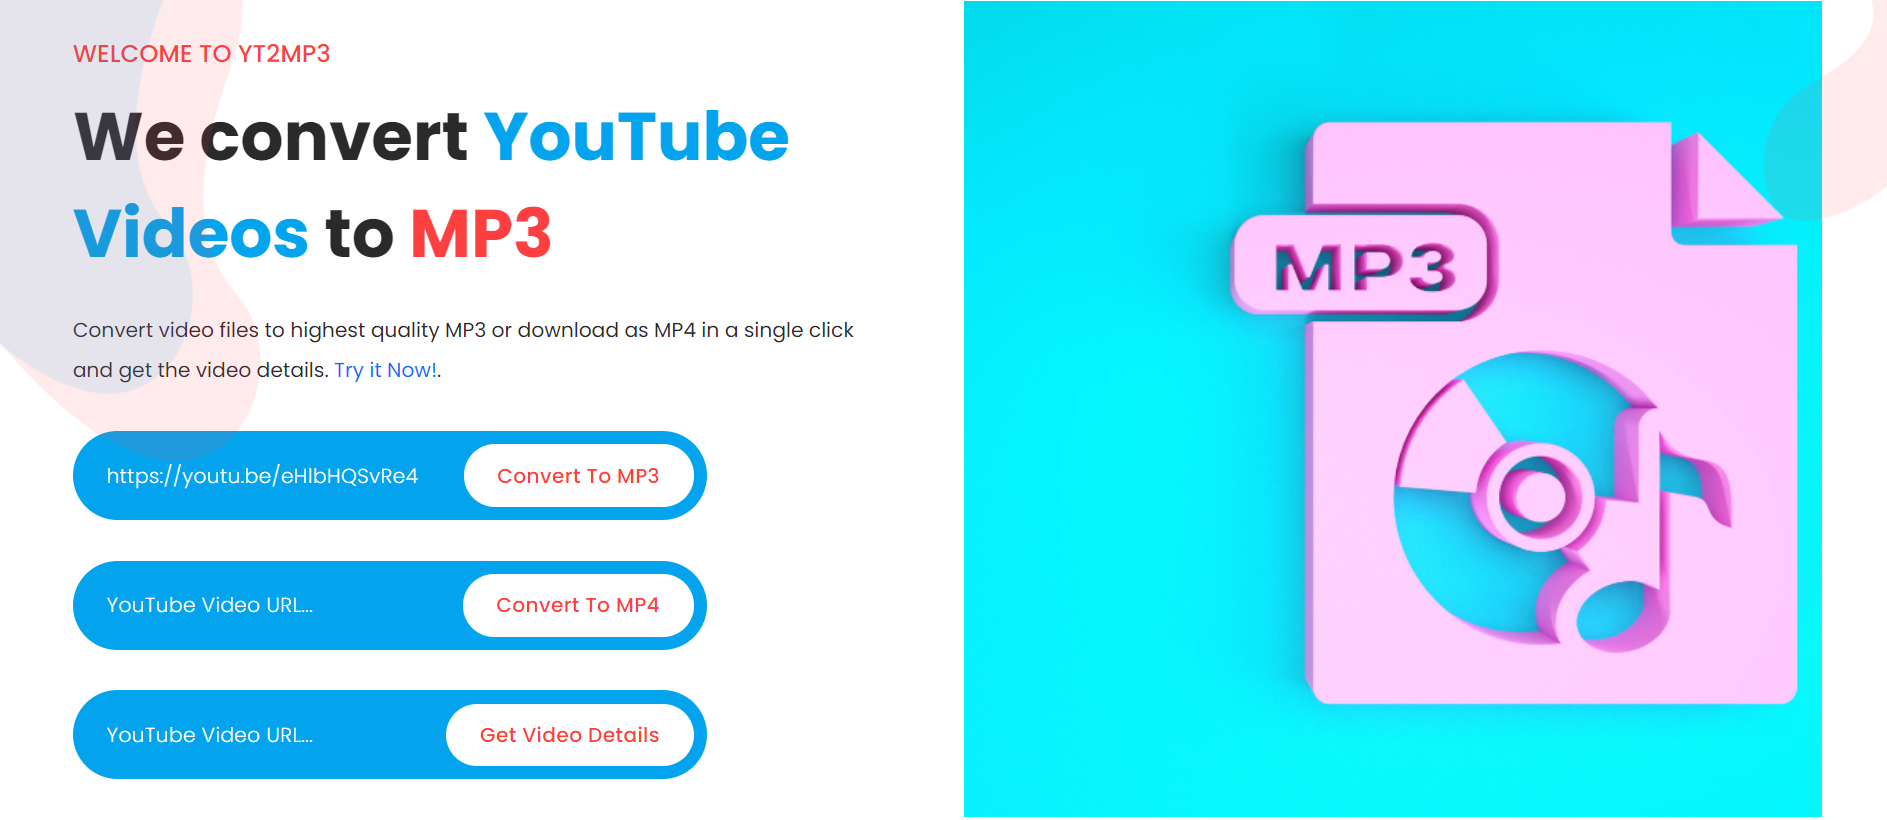 WELCOME TO YT2MP3
We convert YouTube
Videos to MP3
Convert video files to highest quality MP3 or download as MP4 in a single click
and get the video details. Try it Now!.
https://youtu.be/eHlbHQSvRe4 Convert To MP3
YouTube Video URL... Convert To MP4
YouTube Video URL... Get Video Details
MP3